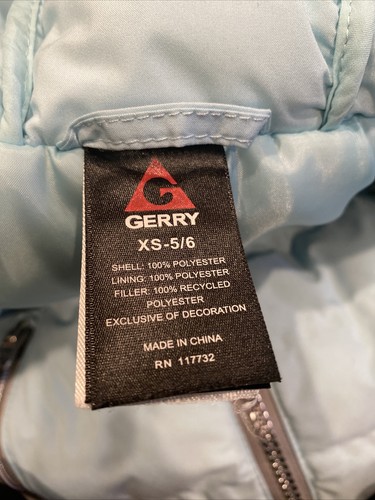 GERRY
XS-5/6
SHELL: 100% POLYESTER
LINING: 100% POLYESTER
FILLER: 100% RECYCLED
POLYESTER
EXCLUSIVE OF DECORATION
MADE IN CHINA
RN 117732